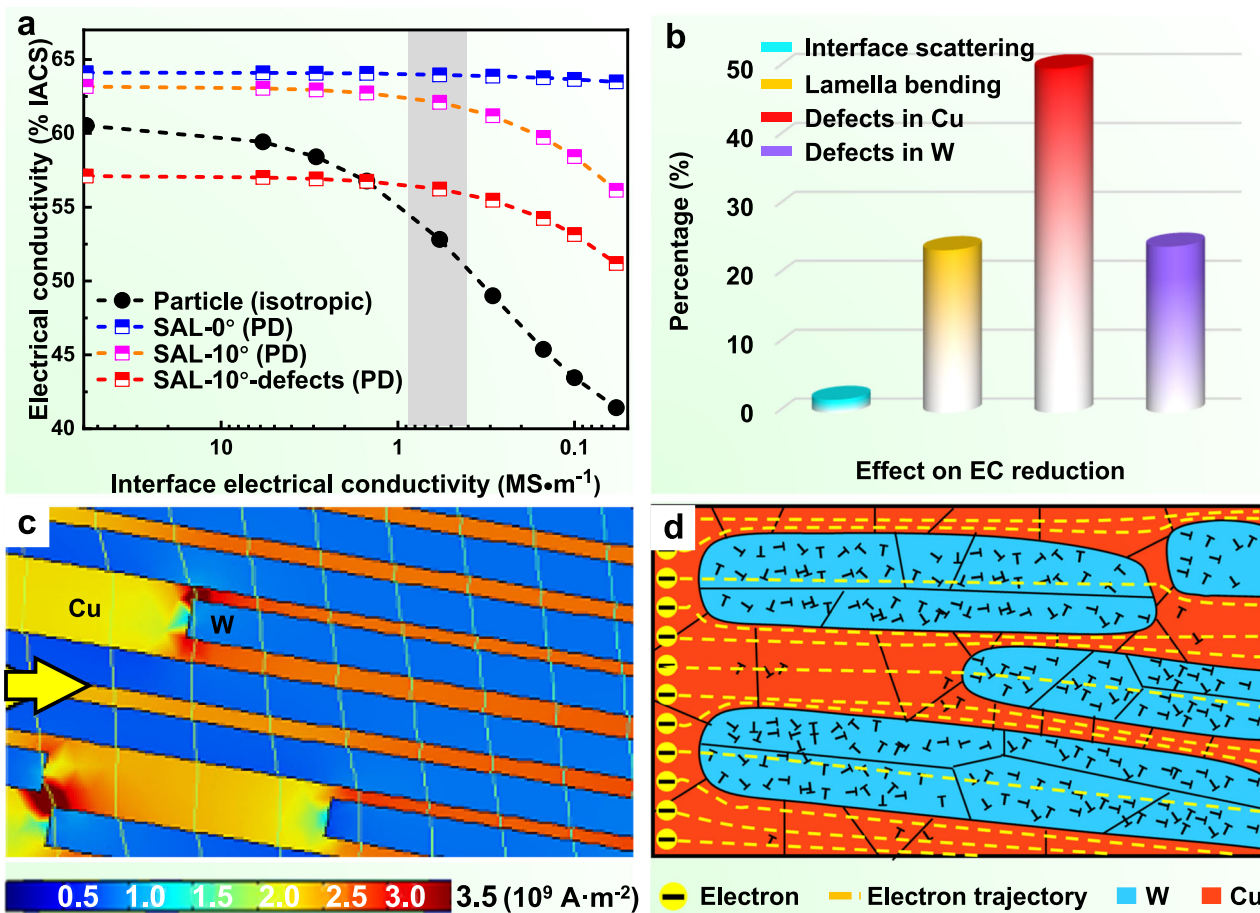 a
Electrical conductivity (% IACS)
65
60
55
50
45
40
10
1
0.1
Particle (isotropic)
SAL-0° (PD)
SAL-10° (PD)
SAL-10°-defects (PD)
Interface electrical conductivity (MS•m⁻¹)
b
Interface scattering
Lamella bending
Defects in Cu
Defects in W
Percentage (%)
50
40
30
20
10
0
Effect on EC reduction
c
Cu
W
0.5 1.0 1.5 2.0 2.5 3.0 3.5 (10⁹ A·m⁻²)
d
Electron Electron trajectory W Cu